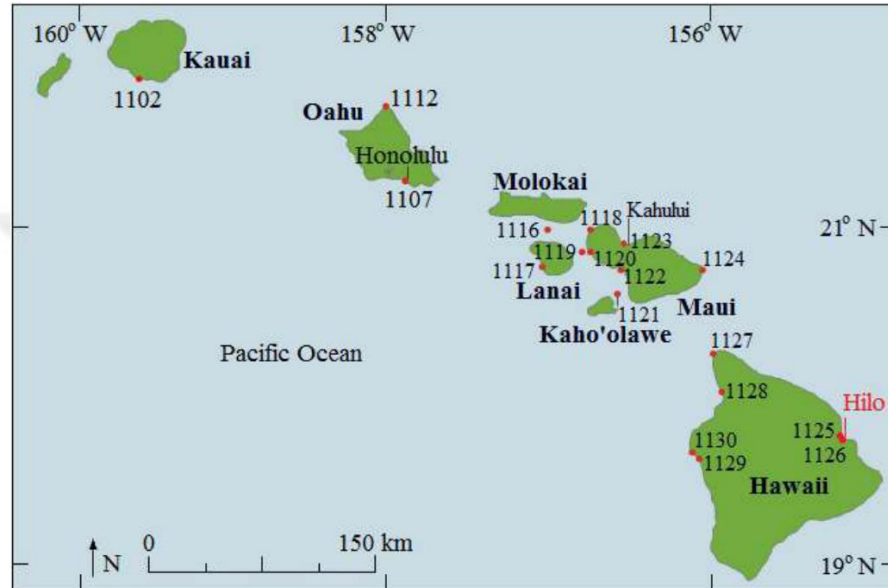 160° W
158° W
156° W
Kauai
1102
1112
Oahu
Honolulu
1107
Molokai
1118
Kahului
1116
1123
21° N
1119
1120
1124
1117
1122
Lanai
Maui
1121
Kaho'olawe
1127
Pacific Ocean
1128
Hilo
1125
1130
1126
1129
Hawaii
0
150 km
N
19° N